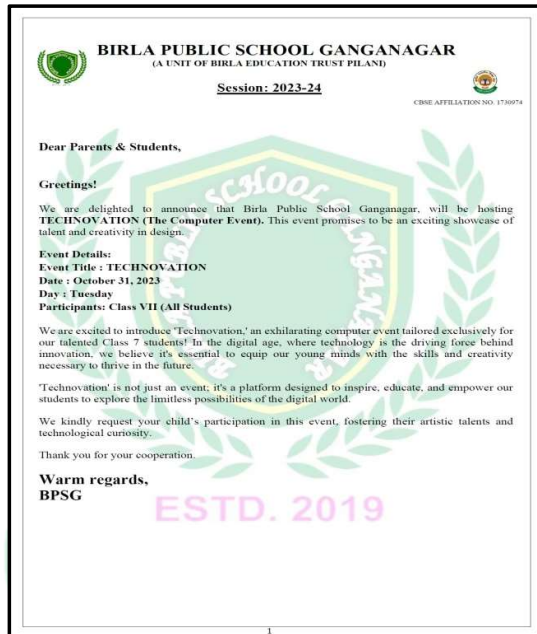 BIRLA PUBLIC SCHOOL GANGANAGAR
(A UNIT OF BIRLA EDUCATION TRUST PILANI)
Session: 2023-24
CBSE AFFILIATION NO. 1730974
Dear Parents & Students,
Greetings!
We are delighted to announce that Birla Public School Ganganagar, will be hosting
TECHNOVATION (The Computer Event). This event promises to be an exciting showcase of
talent and creativity in design.
Event Details:
Event Title : TECHNOVATION
Date : October 31, 2023
Day : Tuesday
Participants: Class VII (All Students)
We are excited to introduce 'Technovation,' an exhilarating computer event tailored exclusively for
our talented Class 7 students! In the digital age, where technology is the driving force behind
innovation, we believe it's essential to equip our young minds with the skills and creativity
necessary to thrive in the future.
'Technovation' is not just an event; it's a platform designed to inspire, educate, and empower our
students to explore the limitless possibilities of the digital world.
We kindly request your child's participation in this event, fostering their artistic talents and
technological curiosity.
Thank you for your cooperation.
Warm regards,
BPSG
BIRLA PUBLIC SCHOOL GANGANAGAR
ESTD. 2019
1